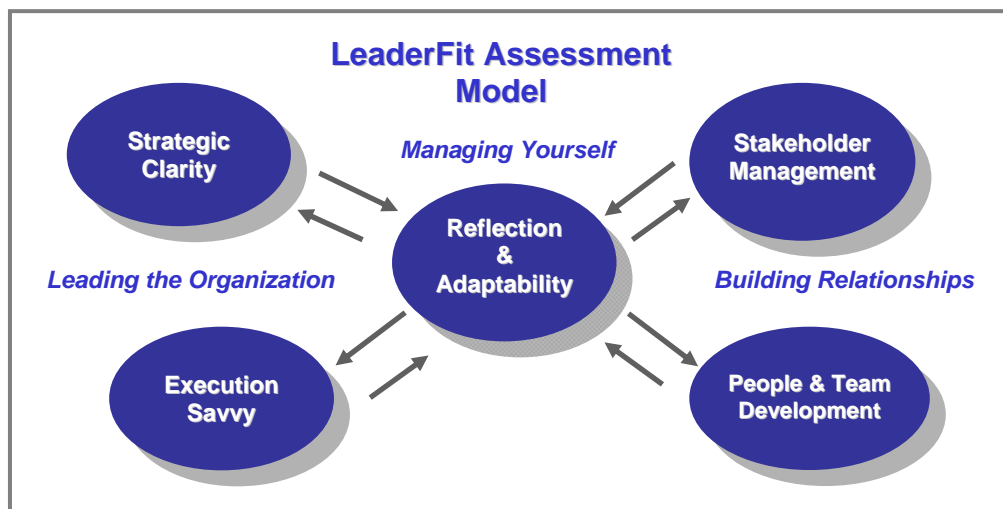 LeaderFit Assessment
Model
Strategic
Clarity
Managing Yourself
Stakeholder
Management
Reflection
&
Adaptability
Leading the Organization
Building Relationships
Execution
Savvy
People & Team
Development